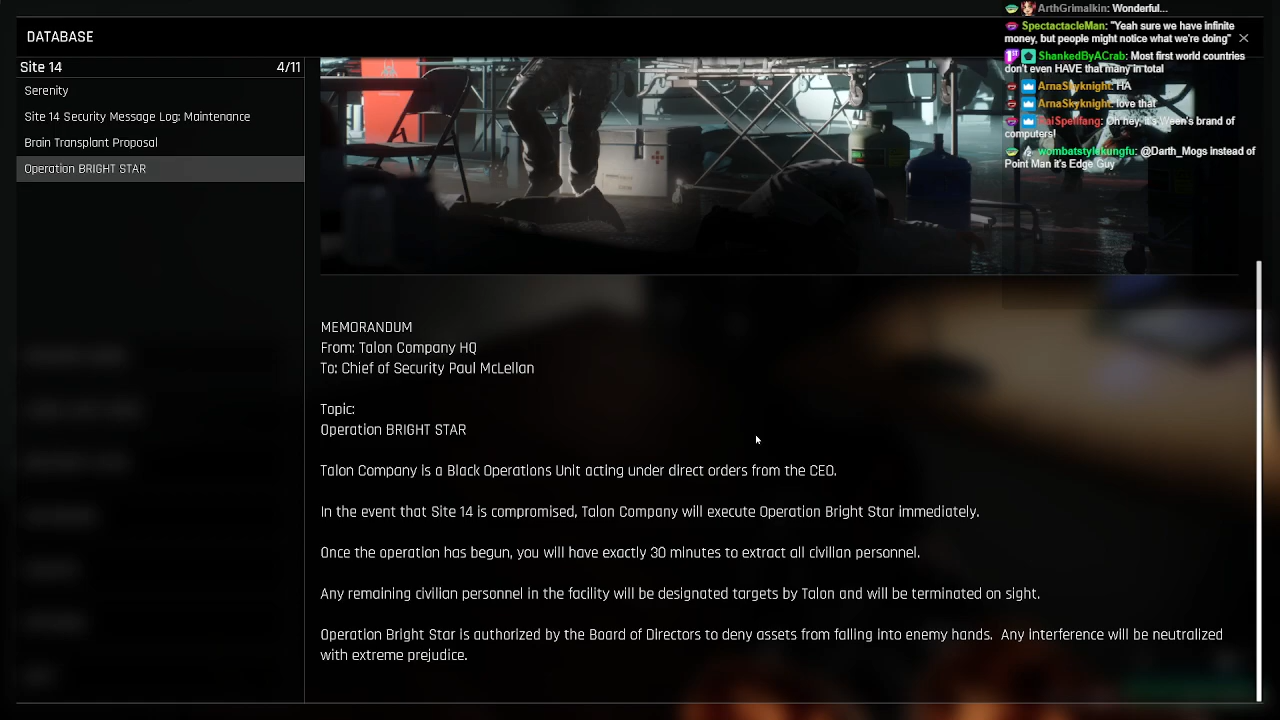 DATABASE
Site 14 4/11
Serenity
Site 14 Security Message Log: Maintenance
Brain Transplant Proposal
Operation BRIGHT STAR
MEMORANDUM
From: Talon Company HQ
To: Chief of Security Paul McLellan
Topic:
Operation BRIGHT STAR
Talon Company is a Black Operations Unit acting under direct orders from the CEO.
In the event that Site 14 is compromised, Talon Company will execute Operation Bright Star immediately.
Once the operation has begun, you will have exactly 30 minutes to extract all civilian personnel.
Any remaining civilian personnel in the facility will be designated targets by Talon and will be terminated on sight.
Operation Bright Star is authorized by the Board of Directors to deny assets from falling into enemy hands. Any interference will be neutralized
with extreme prejudice.
ArthGrimalkin: Wonderful...
SpectacleMan: "Yeah sure we have infinite
money, but people might notice what we're doing"
ShankedByACrab: Most first world countries
don't even HAVE that many in total
ArnaSkyknight: HA
ArnaSkyknight: love that
Oh hey, it's Ween's brand of
computers!
wombatstylekungfu: @Darth_Mogs instead of
Point Man it's Edge Guy